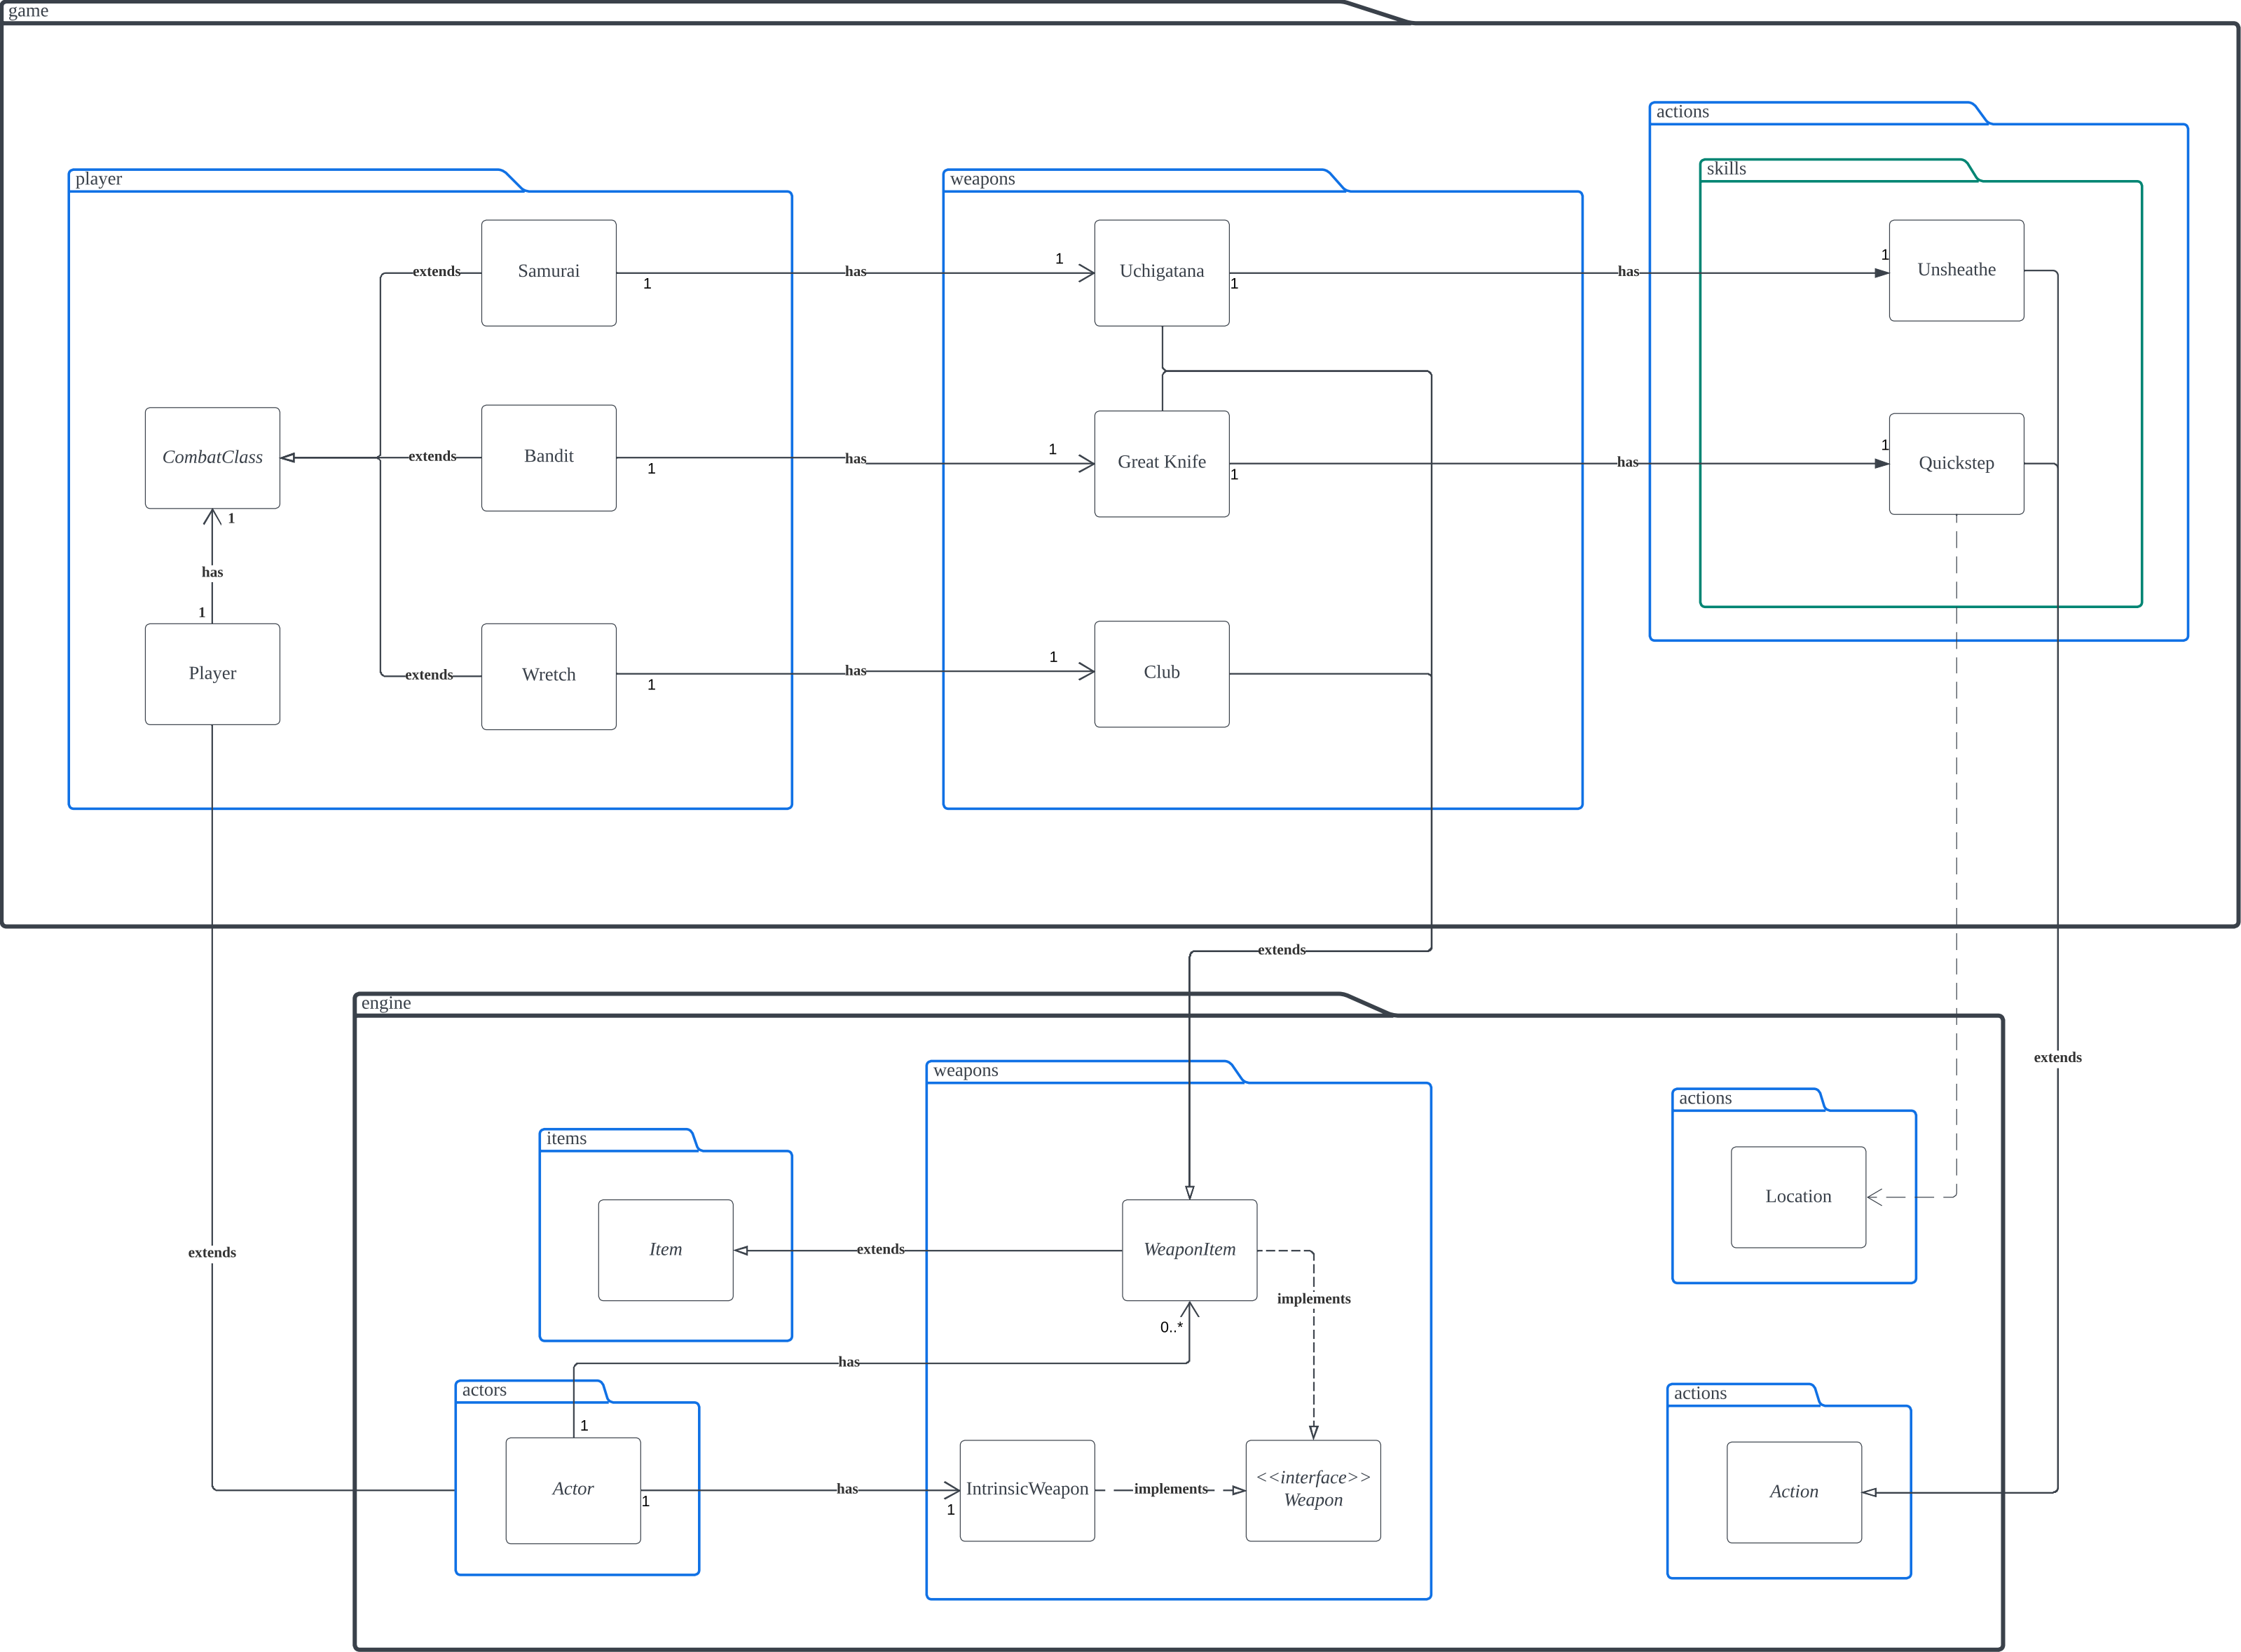 game
actions
skills
player
weapons
Samurai
Uchigatana
Unsheathe
extends
has
1
1
has
1
1
CombatClass
Bandit
Great Knife
Quickstep
extends
has
1
1
has
1
1
1
has
1
Player
Wretch
Club
extends
has
1
1
extends
engine
extends
weapons
actions
items
Location
extends
Item
extends
WeaponItem
implements
0..*
has
actors
actions
1
Actor
has
1
1
IntrinsicWeapon
implements
<<interface>>
Weapon
Action